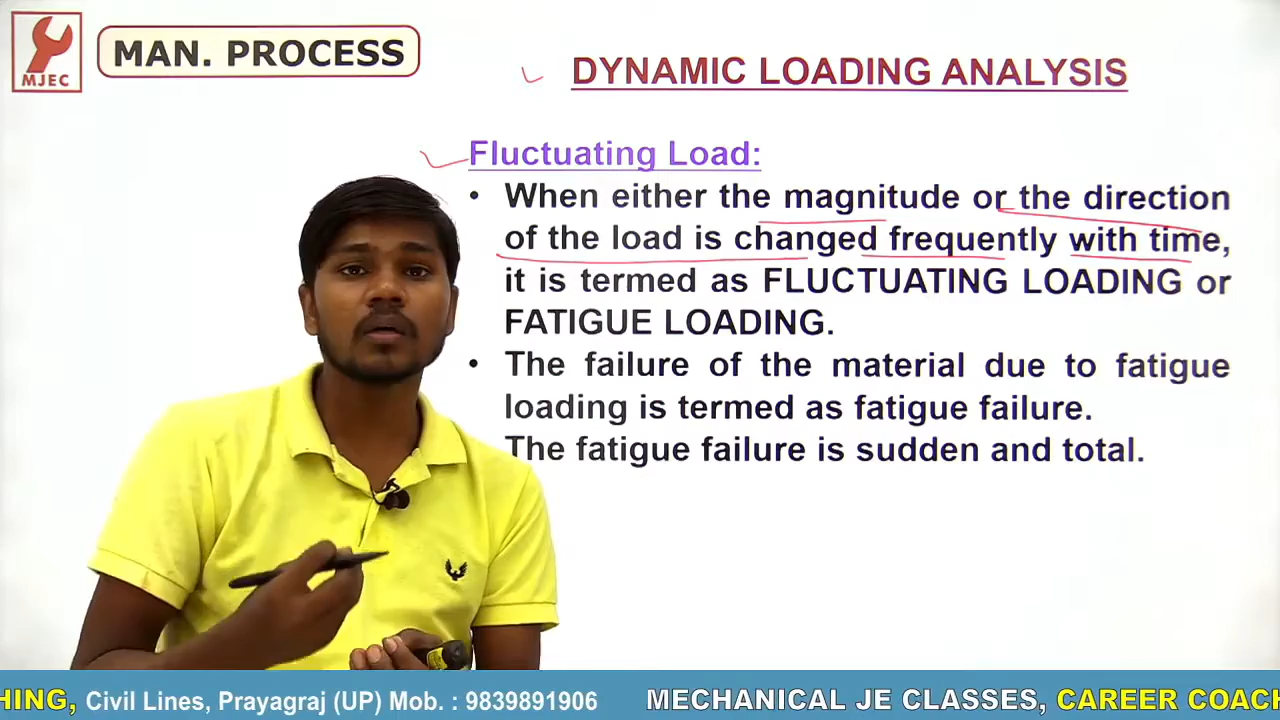 MJEC
MAN. PROCESS
DYNAMIC LOADING ANALYSIS
Fluctuating Load:
• When either the magnitude or the direction
of the load is changed frequently with time,
it is termed as FLUCTUATING LOADING or
FATIGUE LOADING.
• The failure of the material due to fatigue
loading is termed as fatigue failure.
The fatigue failure is sudden and total.
HING, Civil Lines, Prayagraj (UP) Mob. : 9839891906 MECHANICAL JE CLASSES, CAREER COACH